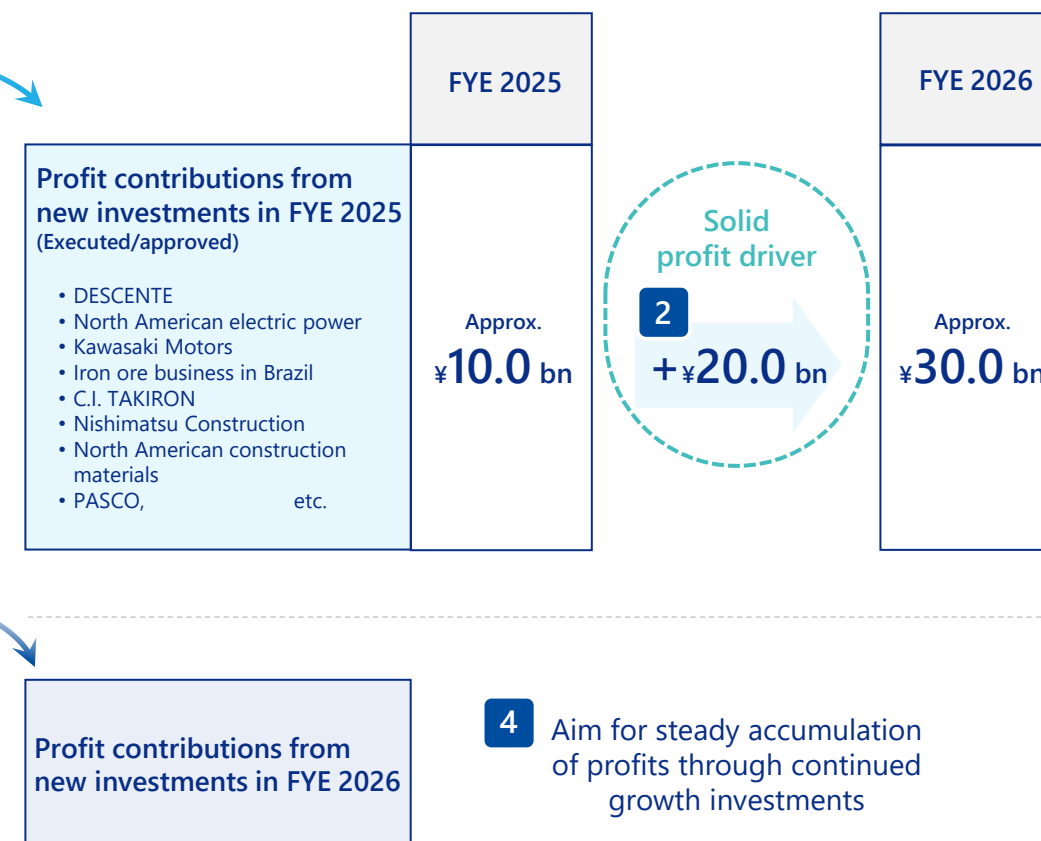 FYE 2025
FYE 2026
Profit contributions from
new investments in FYE 2025
(Executed/approved)
• DESCENTE
• North American electric power
• Kawasaki Motors
• Iron ore business in Brazil
• C.I. TAKIRON
• Nishimatsu Construction
• North American construction
materials
• PASCO, etc.
Approx.
¥10.0 bn
Solid
profit driver
2
+¥20.0 bn
Approx.
¥30.0 bn
Profit contributions from
new investments in FYE 2026
4
Aim for steady accumulation
of profits through continued
growth investments